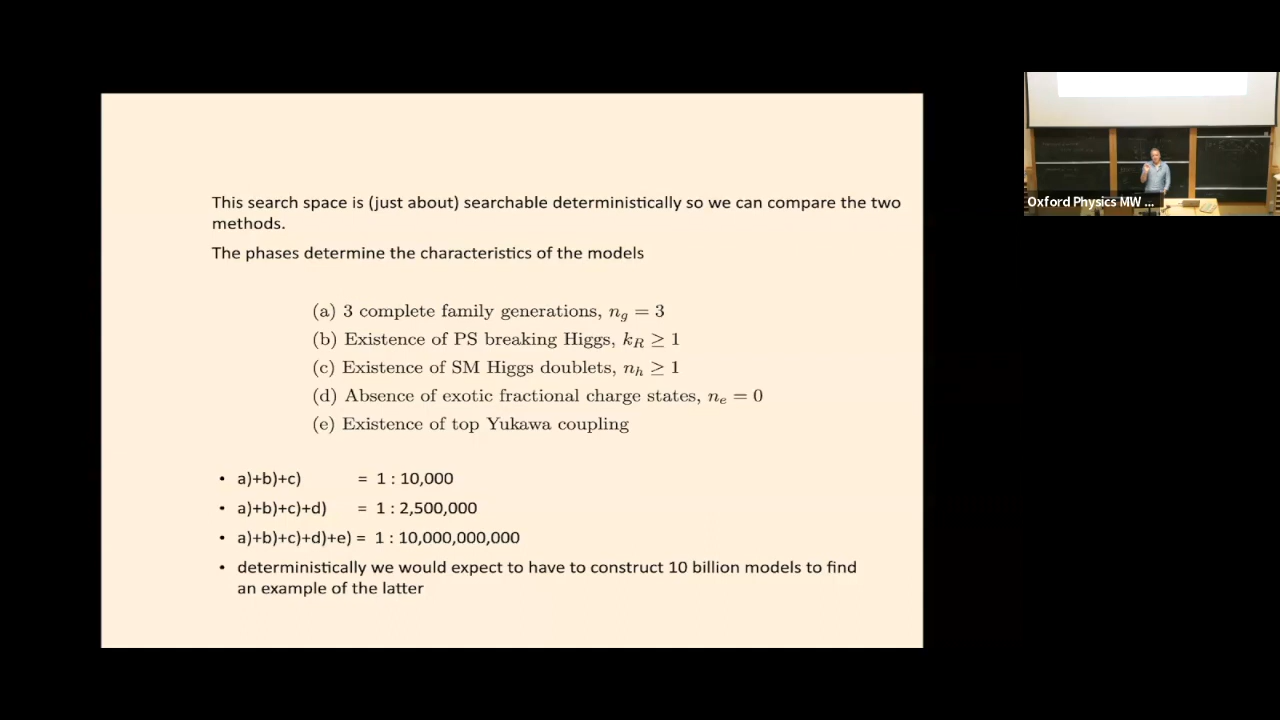 This search space is (just about) searchable deterministically so we can compare the two
methods.
The phases determine the characteristics of the models
(a) 3 complete family generations, n_g = 3
(b) Existence of PS breaking Higgs, k_R ≥ 1
(c) Existence of SM Higgs doublets, n_h ≥ 1
(d) Absence of exotic fractional charge states, n_e = 0
(e) Existence of top Yukawa coupling
• a)+b)+c) = 1 : 10,000
• a)+b)+c)+d) = 1 : 2,500,000
• a)+b)+c)+d)+e) = 1 : 10,000,000,000
• deterministically we would expect to have to construct 10 billion models to find
an example of the latter
Oxford Physics MW ...